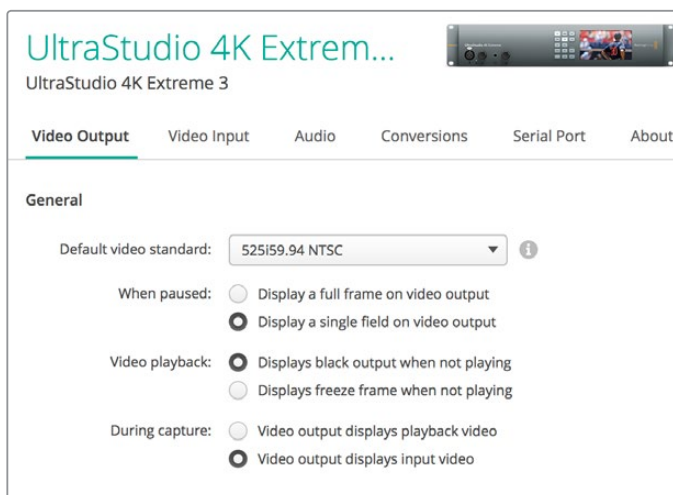 UltraStudio 4K Extrem...
UltraStudio 4K Extreme 3
Video Output Video Input Audio Conversions Serial Port About
General
Default video standard: 525i59.94 NTSC
When paused: Display a full frame on video output
Display a single field on video output
Video playback: Displays black output when not playing
Displays freeze frame when not playing
During capture: Video output displays playback video
Video output displays input video